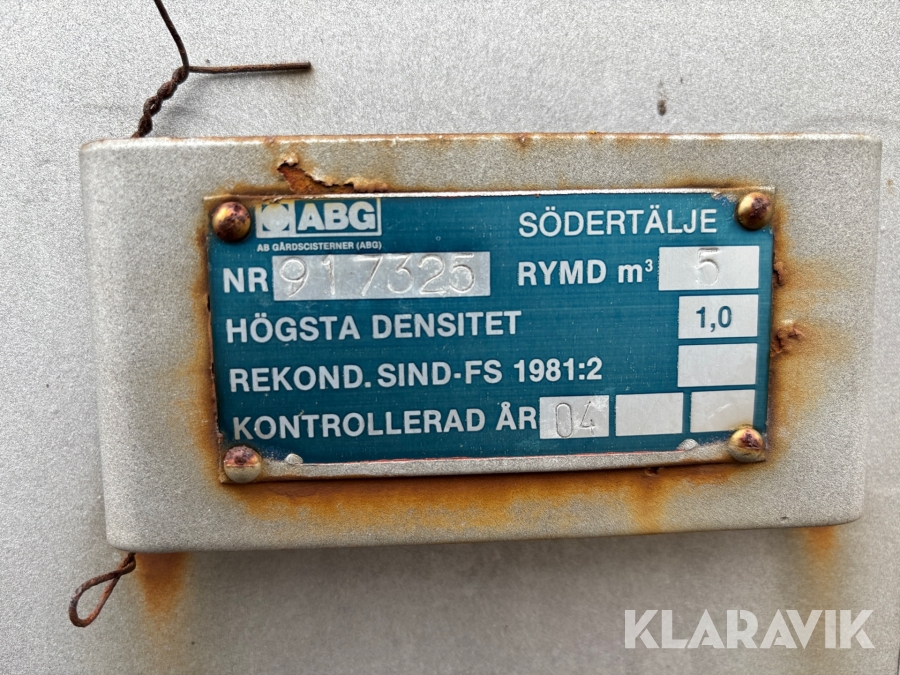 ABG
SÖDERTÄLJE
AB GÅRDSCISTERNER (ABG)
NR 917325 RYMD m³ 5
HÖGSTA DENSITET 1,0
REKOND. SIND-FS 1981:2
KONTROLLERAD ÅR 04
KLARAVIK